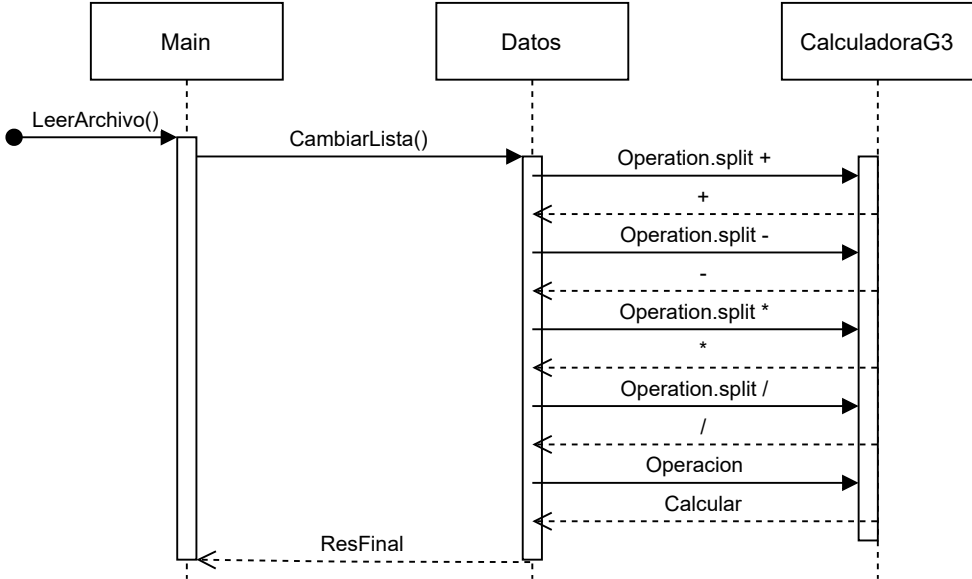 Main
Datos
CalculadoraG3
LeerArchivo()
CambiarLista()
Operation.split +
+
Operation.split -
-
Operation.split *
*
Operation.split /
/
Operacion
Calcular
ResFinal